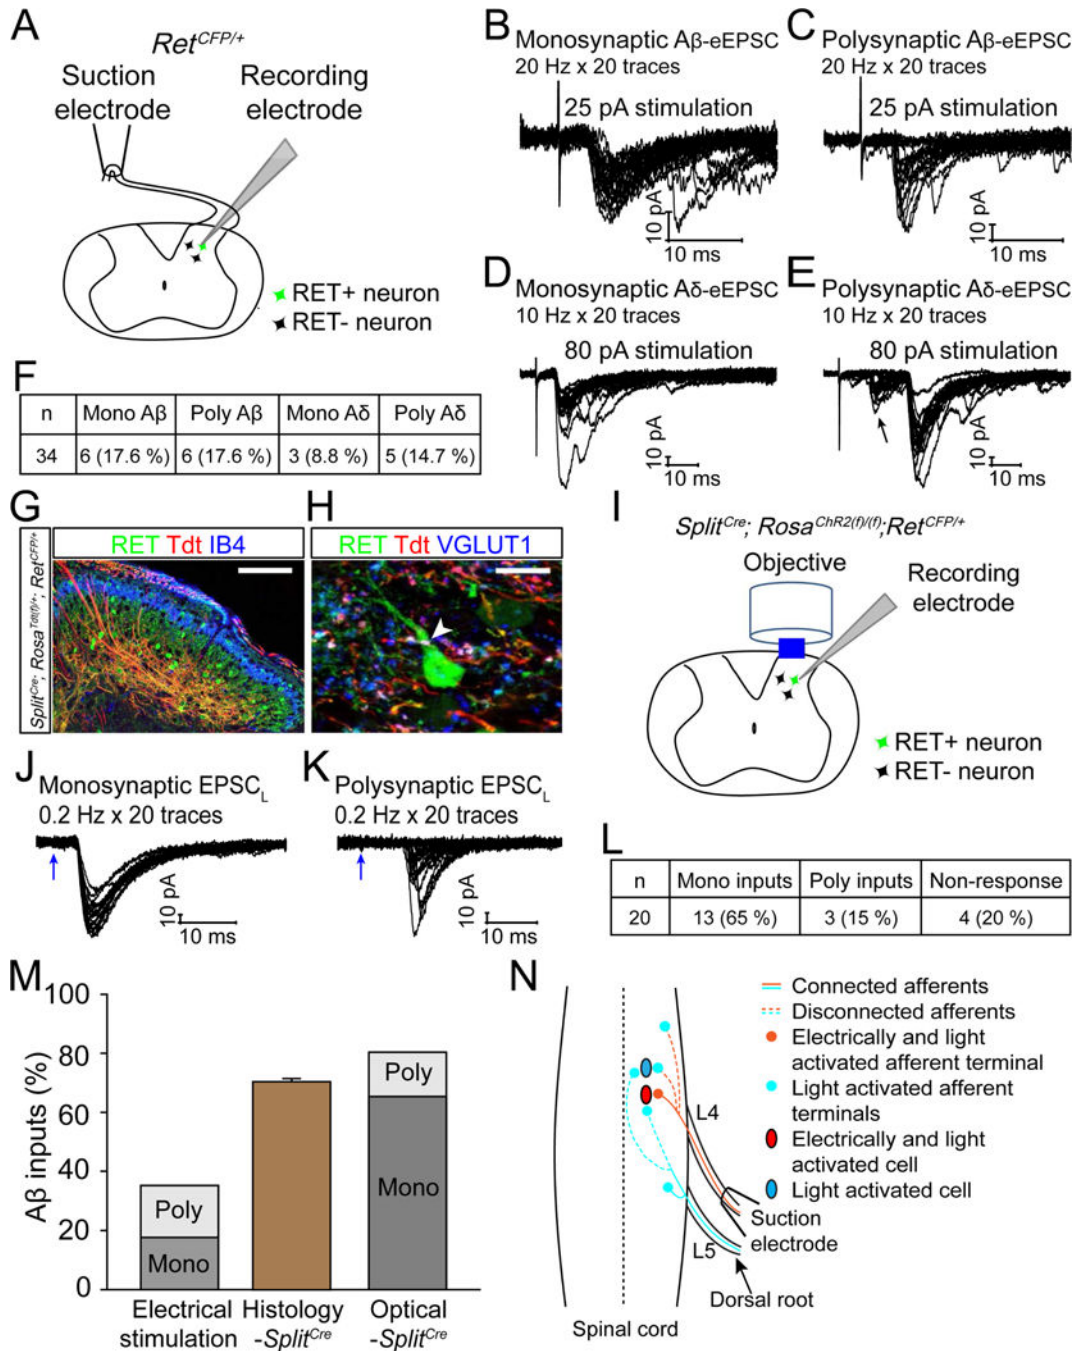 A
Ret^CFP/+
Suction electrode
Recording electrode
RET+ neuron
RET- neuron
B
Monosynaptic Aβ-eEPSC
20 Hz x 20 traces
25 pA stimulation
10 pA
10 ms
C
Polysynaptic Aβ-eEPSC
20 Hz x 20 traces
25 pA stimulation
10 pA
10 ms
D
Monosynaptic Aδ-eEPSC
10 Hz x 20 traces
80 pA stimulation
10 pA
10 ms
E
Polysynaptic Aδ-eEPSC
10 Hz x 20 traces
80 pA stimulation
10 pA
10 ms
F
n Mono Aβ Poly Aβ Mono Aδ Poly Aδ
34 6 (17.6 %) 6 (17.6 %) 3 (8.8 %) 5 (14.7 %)
G
Split^Cre; Rosa^Tdt(f)/+; Ret^CFP/+
RET Tdt IB4
H
RET Tdt VGLUT1
I
Split^Cre; Rosa^ChR2(f)/(f);Ret^CFP/+
Objective
Recording electrode
RET+ neuron
RET- neuron
J
Monosynaptic EPSC_L
0.2 Hz x 20 traces
10 pA
10 ms
K
Polysynaptic EPSC_L
0.2 Hz x 20 traces
10 pA
10 ms
L
n Mono inputs Poly inputs Non-response
20 13 (65 %) 3 (15 %) 4 (20 %)
M
Aβ inputs (%)
100
80
60
40
20
0
Poly
Mono
Poly
Mono
Electrical stimulation
Histology -Split^Cre
Optical -Split^Cre
N
Connected afferents
Disconnected afferents
Electrically and light activated afferent terminal
Light activated afferent terminals
Electrically and light activated cell
Light activated cell
L4
L5
Suction electrode
Dorsal root
Spinal cord